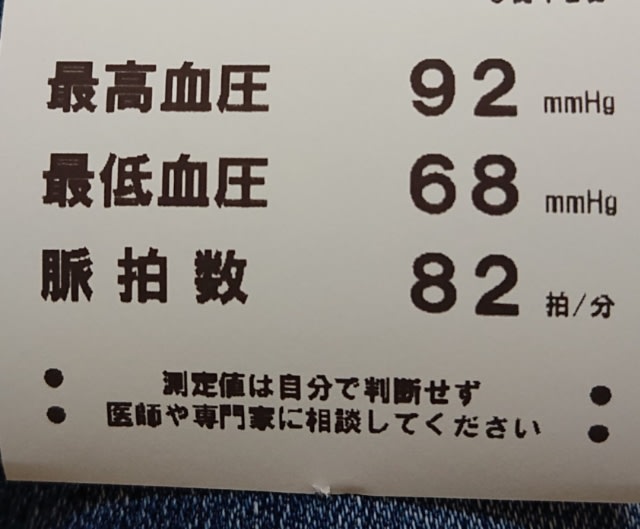 最高血圧 92 mmHg
最低血圧 68 mmHg
脈拍数 82 拍/分
● 測定値は自分で判断せず ●
● 医師や専門家に相談してください ●